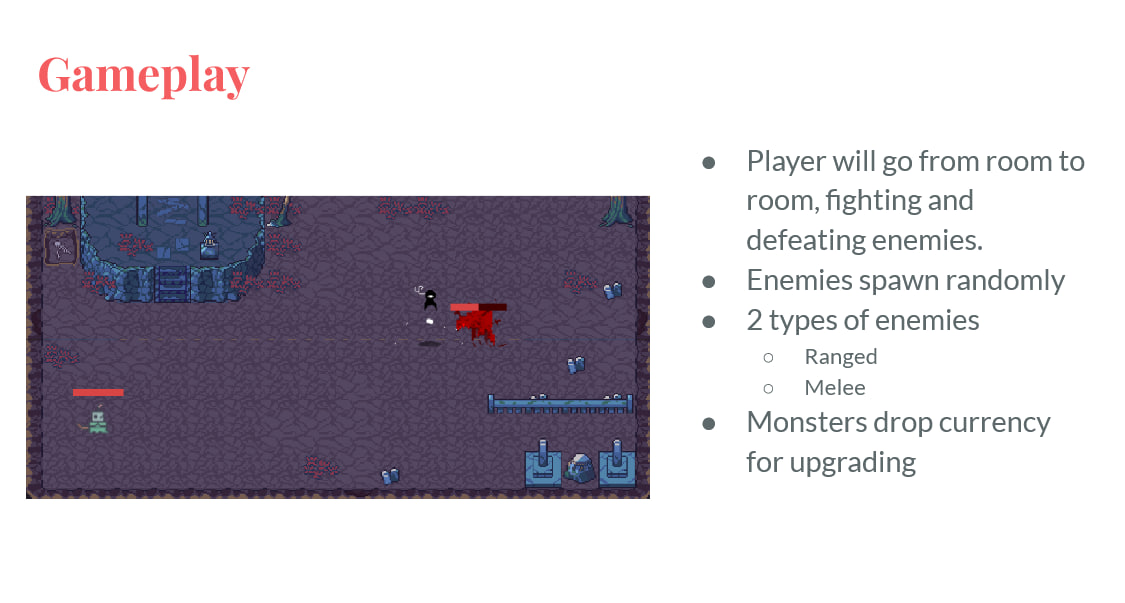 Gameplay
● Player will go from room to
room, fighting and
defeating enemies.
● Enemies spawn randomly
● 2 types of enemies
○ Ranged
○ Melee
● Monsters drop currency
for upgrading